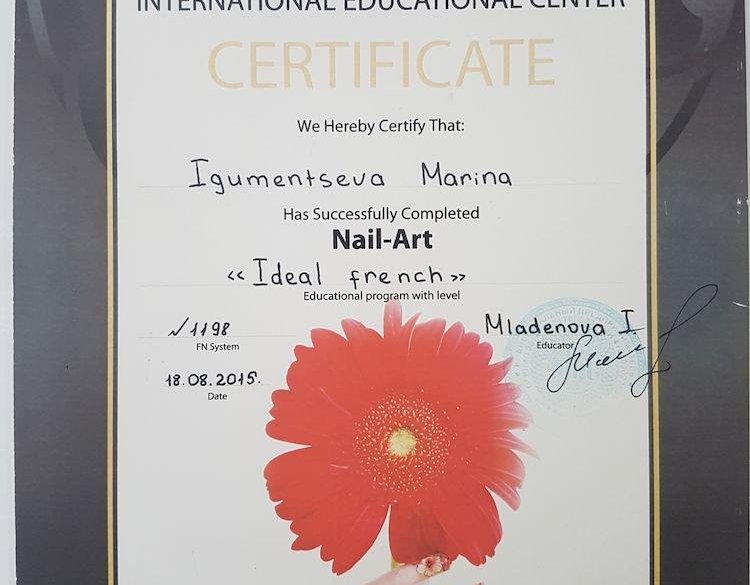 INTERNATIONAL EDUCATIONAL CENTER
CERTIFICATE
We Hereby Certify That:
Igumentseva Marina
Has Successfully Completed
Nail-Art
«Ideal french»
Educational program with level
√1198
FN System
Mladenova I.
Educator
18.08.2015.
Date